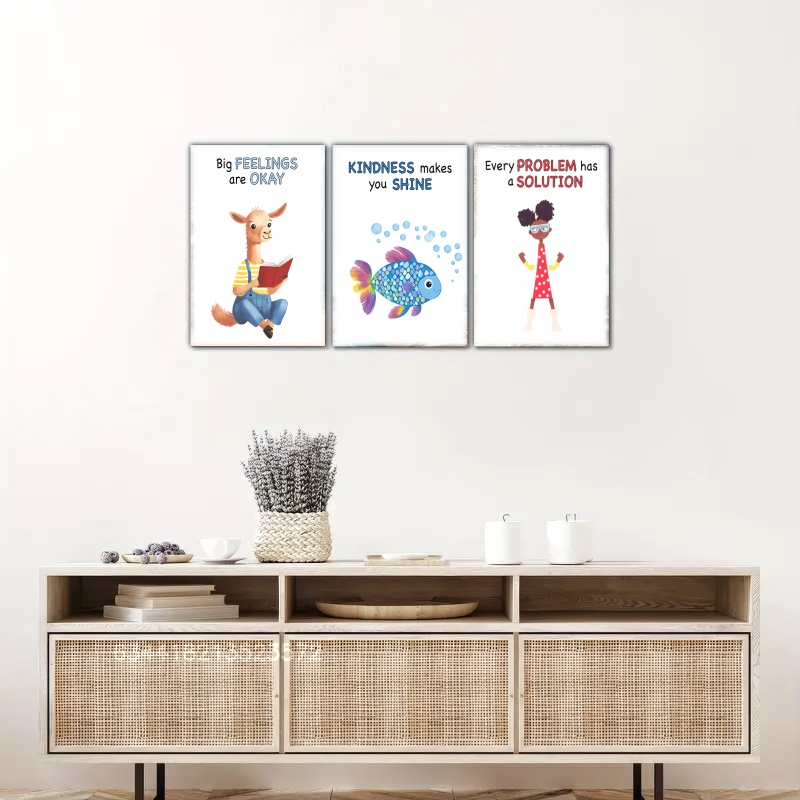 Big FEELINGS
are OKAY
KINDNESS makes
you SHINE
Every PROBLEM has
a SOLUTION